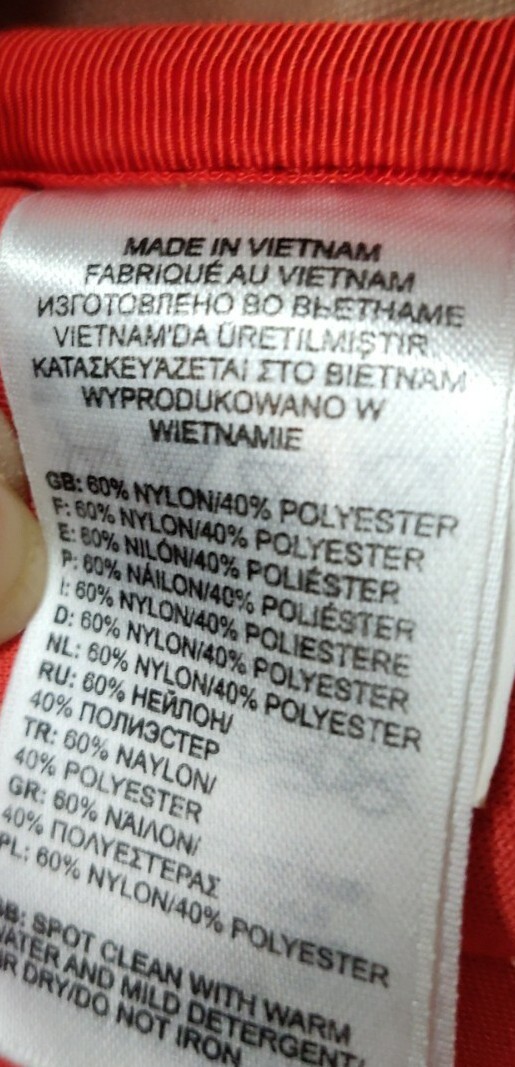 MADE IN VIETNAM
FABRIQUÉ AU VIETNAM
ИЗГОТОВЛЕНО ВО ВЬЕТНАМЕ
VIETNAM'DA ÜRETILMIŞTIR
ΚΑΤΑΣΚΕΥΆΖΕΤΑΙ ΣΤΟ ΒΙΕΤΝΆΜ
WYPRODUKOWANO W
WIETNAMIE
GB: 60% NYLON/40% POLYESTER
F: 60% NYLON/40% POLYESTER
E: 60% NILÓN/40% POLIÉSTER
P: 60% NÁILON/40% POLIÉSTER
I: 60% NYLON/40% POLIESTERE
D: 60% NYLON/40% POLYESTER
NL: 60% NYLON/40% POLYESTER
RU: 60% НЕЙЛОН/
40% ПОЛИЭСТЕР
TR: 60% NAYLON/
40% POLYESTER
GR: 60% ΝΆΙΛΟΝ/
40% ΠΟΛΥΕΣΤΕΡΑΣ
PL: 60% NYLON/40% POLYESTER
GB: SPOT CLEAN WITH WARM
WATER AND MILD DETERGENT/
AIR DRY/DO NOT IRON